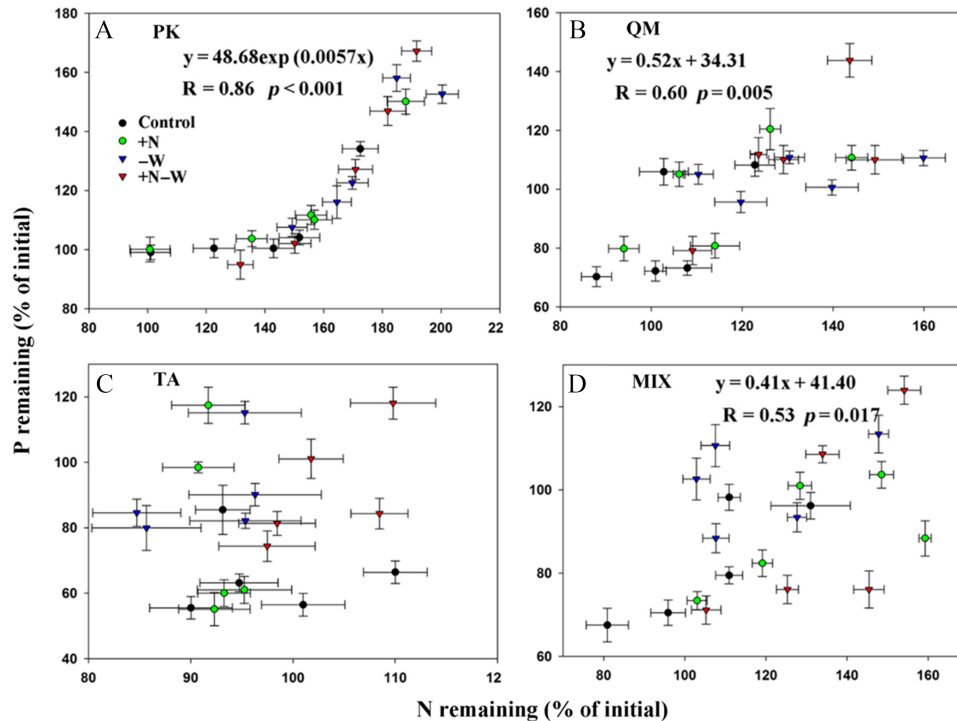 A PK
y = 48.68exp (0.0057x)
R = 0.86 p < 0.001
Control
+N
−W
+N−W
180
160
140
120
100
80
80 100 120 140 160 180 200 22
B QM
y = 0.52x + 34.31
R = 0.60 p = 0.005
160
140
120
100
80
60
80 100 120 140 160
C TA
120
100
80
60
40
80 90 100 110 12
D MIX
y = 0.41x + 41.40
R = 0.53 p = 0.017
120
100
80
60
80 100 120 140 160
P remaining (% of initial)
N remaining (% of initial)